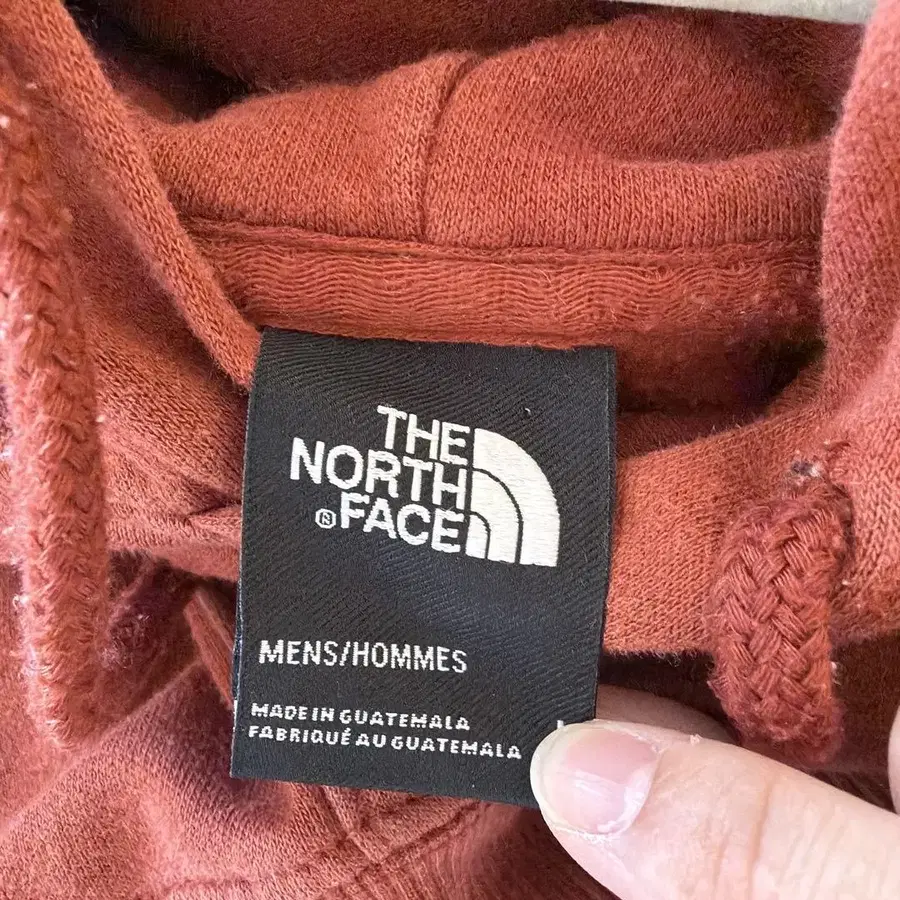 THE
NORTH
® FACE
MENS/HOMMES
MADE IN GUATEMALA
FABRIQUÉ AU GUATEMALA